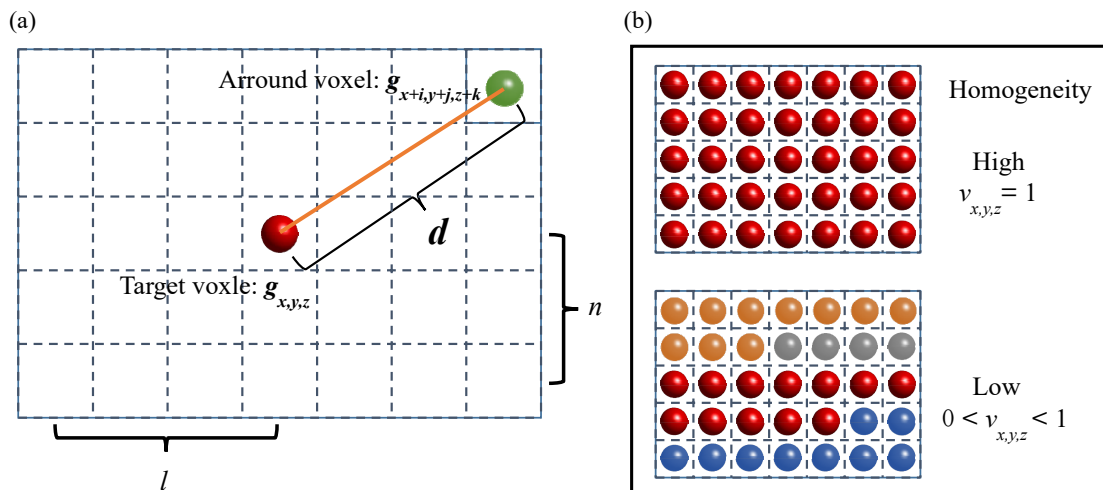 (a)
Arround voxel: g x+i,y+j,z+k
d
Target voxle: g x,y,z
n
l
(b)
Homogeneity
High
v x,y,z = 1
Low
0 < v x,y,z < 1